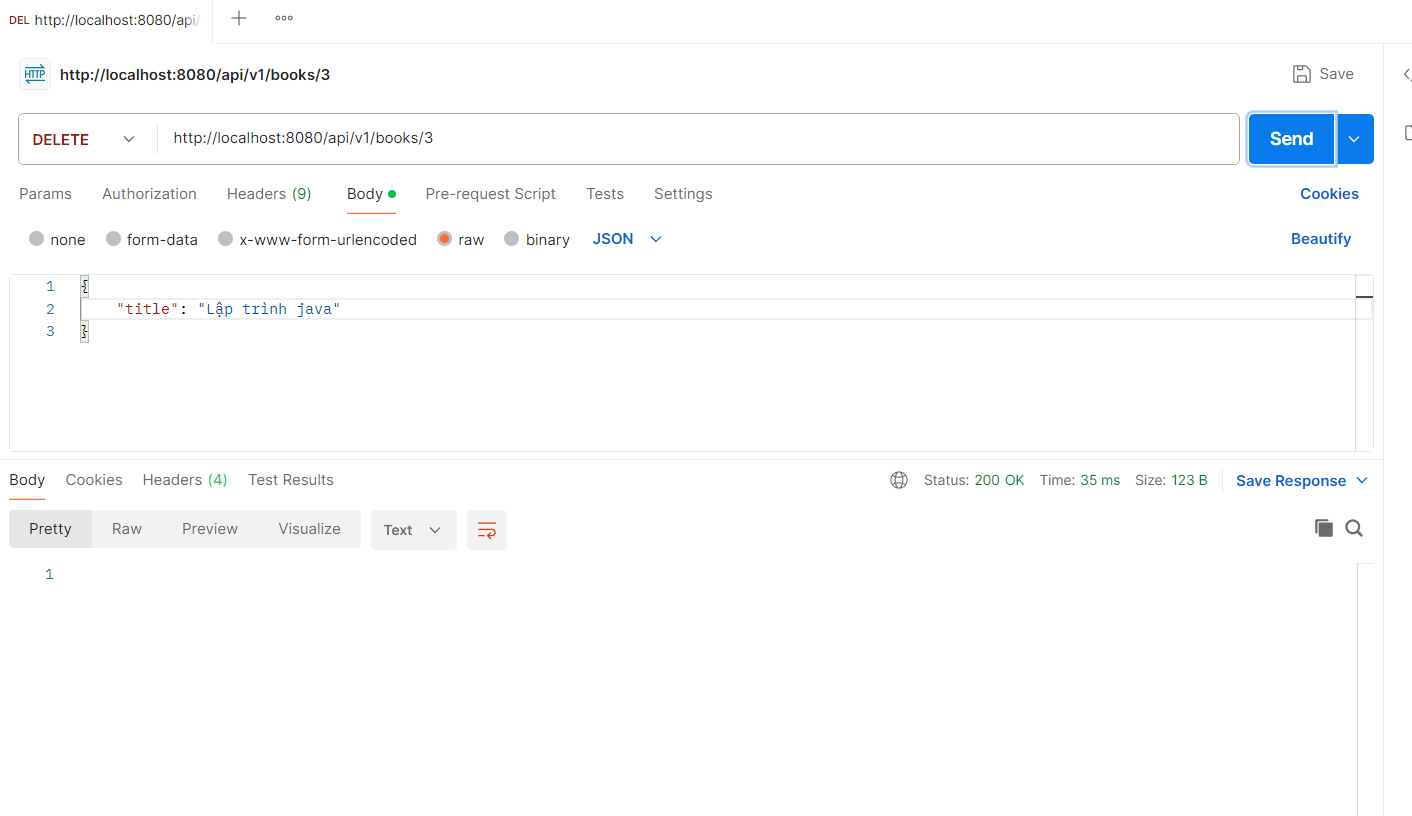 DEL http://localhost:8080/api/
HTTP http://localhost:8080/api/v1/books/3 Save
DELETE http://localhost:8080/api/v1/books/3 Send
Params Authorization Headers (9) Body Pre-request Script Tests Settings Cookies
none form-data x-www-form-urlencoded raw binary JSON Beautify
1 {
2 "title": "Lập trình java"
3 }
Body Cookies Headers (4) Test Results Status: 200 OK Time: 35 ms Size: 123 B Save Response
Pretty Raw Preview Visualize Text
1